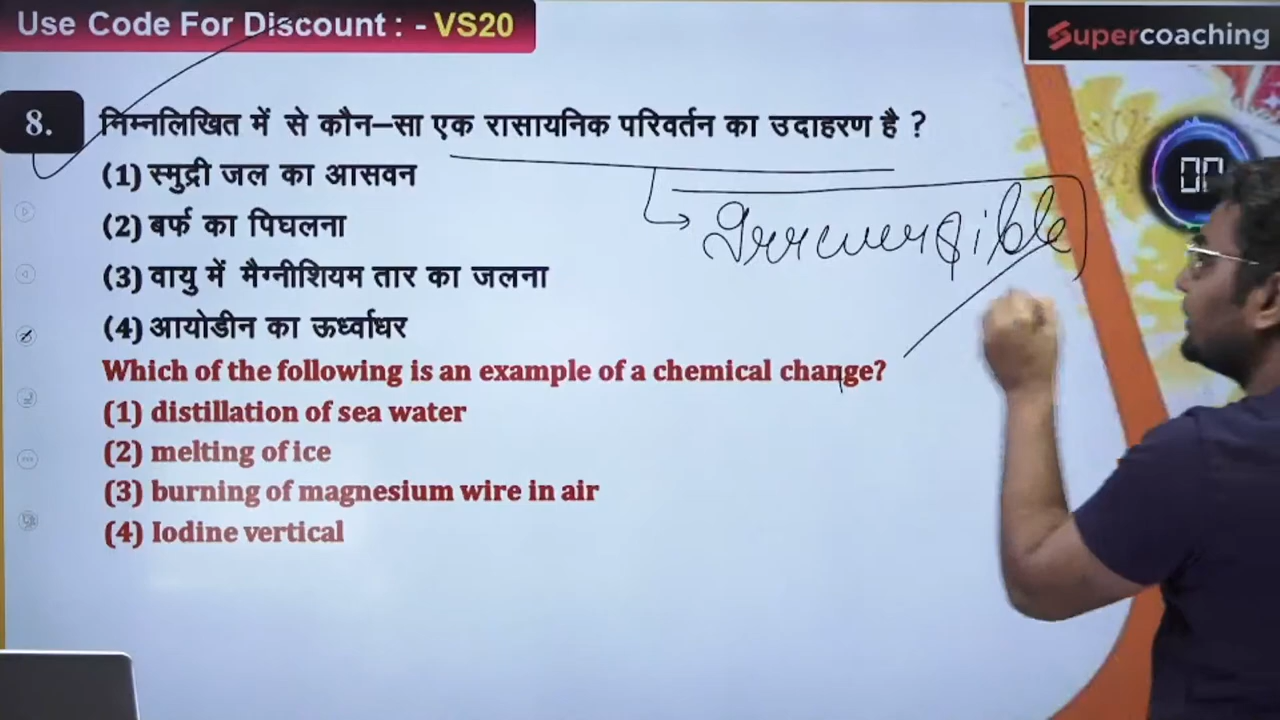 Use Code For Discount : - VS20
Supercoaching
8.
निम्नलिखित में से कौन–सा एक रासायनिक परिवर्तन का उदाहरण है ?
(1) स्मुद्री जल का आसवन
(2) बर्फ का पिघलना
(3) वायु में मैग्नीशियम तार का जलना
(4) आयोडीन का ऊर्ध्वाधर
Irreversible
Which of the following is an example of a chemical change?
(1) distillation of sea water
(2) melting of ice
(3) burning of magnesium wire in air
(4) Iodine vertical